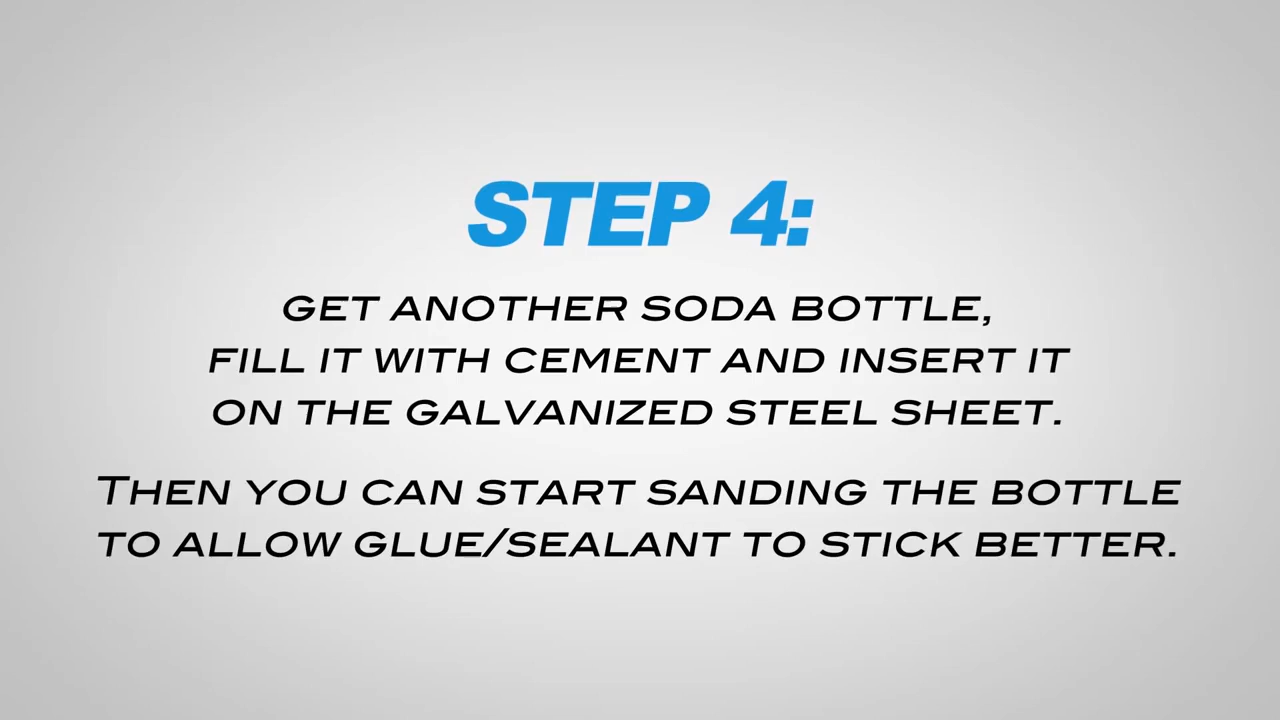 STEP 4:
GET ANOTHER SODA BOTTLE,
FILL IT WITH CEMENT AND INSERT IT
ON THE GALVANIZED STEEL SHEET.
THEN YOU CAN START SANDING THE BOTTLE
TO ALLOW GLUE/SEALANT TO STICK BETTER.